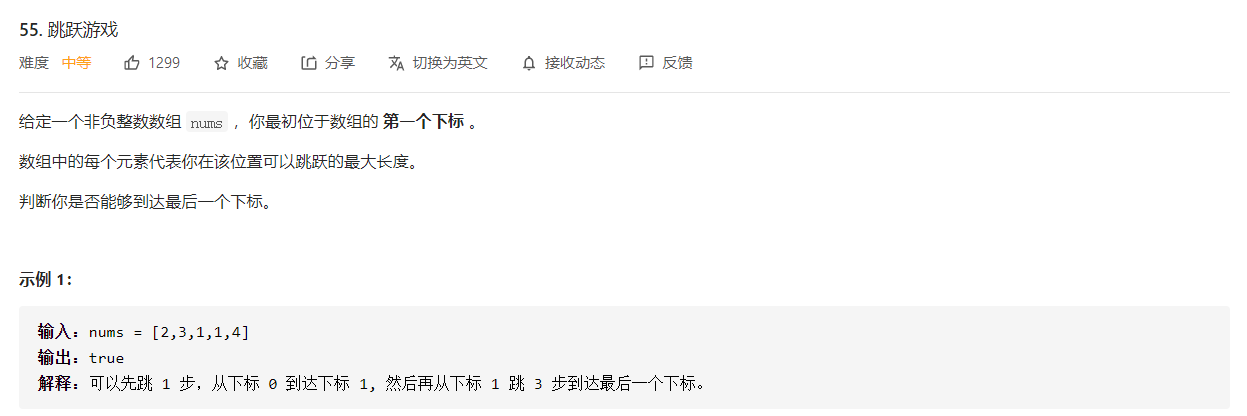 55. 跳跃游戏
难度 中等 1299 收藏 分享 切换为英文 接收动态 反馈
给定一个非负整数数组 nums ，你最初位于数组的 第一个下标 。
数组中的每个元素代表你在该位置可以跳跃的最大长度。
判断你是否能够到达最后一个下标。
示例 1：
输入：nums = [2,3,1,1,4]
输出：true
解释：可以先跳 1 步，从下标 0 到达下标 1, 然后再从下标 1 跳 3 步到达最后一个下标。